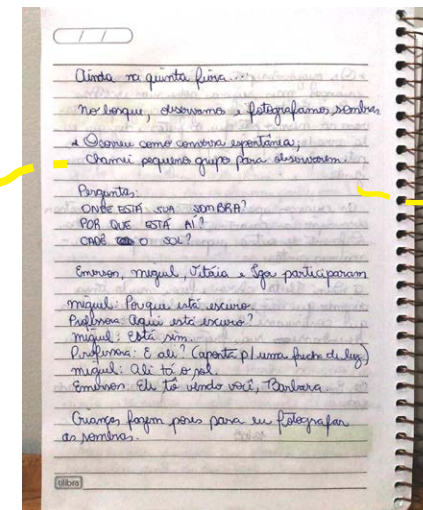 Ainda na quinta feira...
No bosque, observamos e fotografamos sombras
* Ocorreu como conversa espontânea,
chamei pequeno grupo para observarem.
Perguntas:
ONDE ESTÁ SUA SOMBRA?
POR QUE ESTÁ AÍ?
CADÊ O SOL?
Emerson, Miguel, Vitória e Igor participaram
Miguel: Porque está escuro.
Professora: Aqui está escuro?
Miguel: Está sim.
Professora: E ali? (aponta p/ uma frecha de luz)
Miguel: Ali tá o sol.
Emerson: Eu tô vendo você, Barbara.
Crianças fazem poses para eu fotografar
as sombras.
tilibra